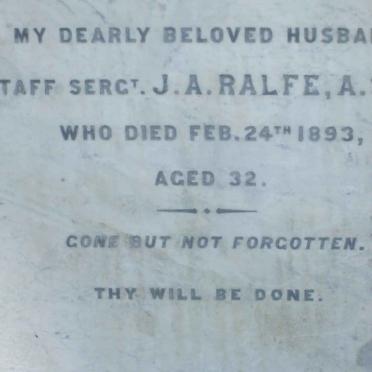 MY DEARLY BELOVED HUSBA
TAFF SERGT. J. A. RALFE, A.
WHO DIED FEB. 24TH 1893,
AGED 32.
GONE BUT NOT FORGOTTEN.
THY WILL BE DONE.